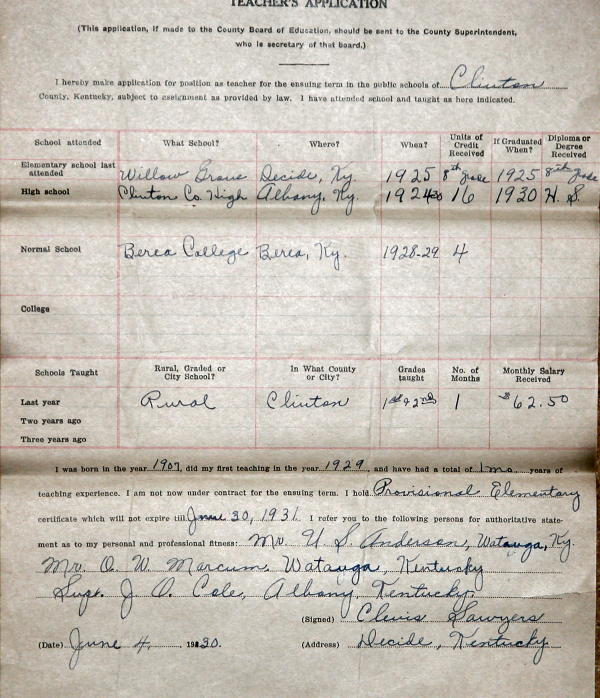 TEACHER'S APPLICATION
(This application, if made to the County Board of Education, should be sent to the County Superintendent,
who is secretary of that board.)
I hereby make application for position as teacher for the ensuing term in the public schools of Clinton
County, Kentucky, subject to assignment as provided by law. I have attended school and taught as here indicated.
School attended What School? Where? When? Units of Credit Received If Graduated When? Diploma or Degree Received
Elementary school last attended Willow Grove Decide, Ky. 1925 8th grade 1925 8th grade
High school Clinton Co. High Albany, Ky. 1924-30 16 1930 H. S.
Normal School Berea College Berea, Ky. 1928-29 4
College
Schools Taught Rural, Graded or City School? In What County or City? Grades taught No. of Months Monthly Salary Received
Last year Rural Clinton 1st & 2nd 1 $62.50
Two years ago
Three years ago
I was born in the year 1907, did my first teaching in the year 1929, and have had a total of 1 mo. years of
teaching experience. I am not now under contract for the ensuing term. I hold Provisional Elementary
certificate which will not expire till June 30, 1931. I refer you to the following persons for authoritative state-
ment as to my personal and professional fitness: Mr. U. S. Anderson, Watauga, Ky.
Mr. O. W. Marcum, Watauga, Kentucky
Supt. J. O. Cole, Albany, Kentucky.
(Signed) Clevis Sawyers
(Date) June 4, 1930. (Address) Decide, Kentucky